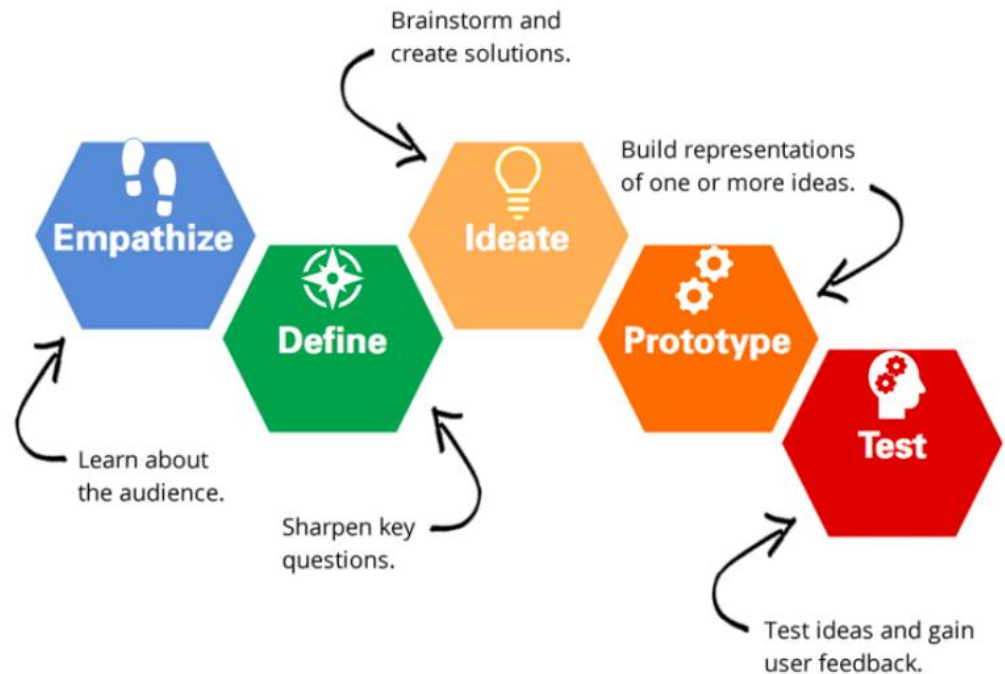 Brainstorm and
create solutions.
Build representations
of one or more ideas.
Empathize
Ideate
Define
Prototype
Test
Learn about
the audience.
Sharpen key
questions.
Test ideas and gain
user feedback.